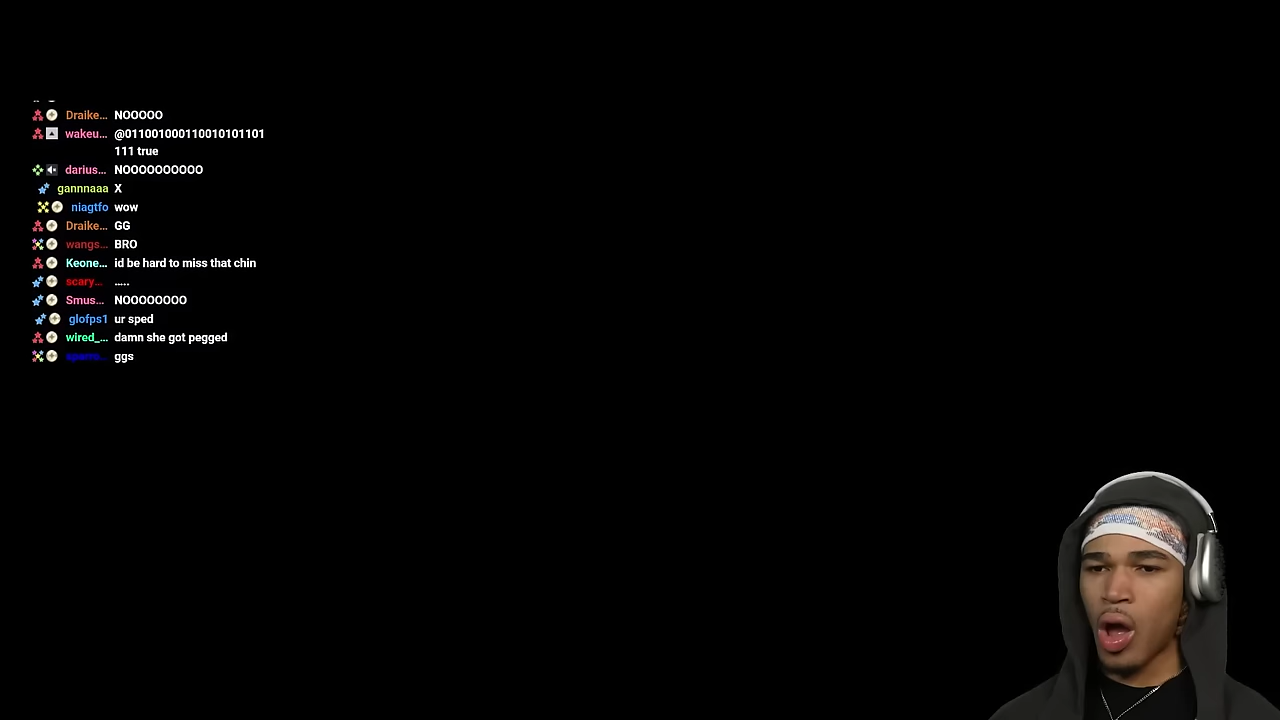 Draike… NOOOOO
wakeu… @011001000110010101101
111 true
darius… NOOOOOOOOOO
gannnaaa X
niagtfo wow
Draike… GG
wangs… BRO
Keone… id be hard to miss that chin
scary… …..
Smus… NOOOOOOOO
glofps1 ur sped
wired_… damn she got pegged
ggs